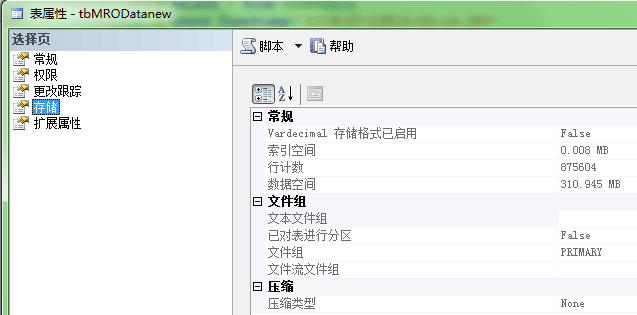 表属性 - tbMRODatanew
选择页
常规
权限
更改跟踪
存储
扩展属性
脚本
帮助
常规
Vardecimal 存储格式已启用 False
索引空间 0.008 MB
行计数 875604
数据空间 310.945 MB
文件组
文本文件组
已对表进行分区 False
文件组 PRIMARY
文件流文件组
压缩
压缩类型 None